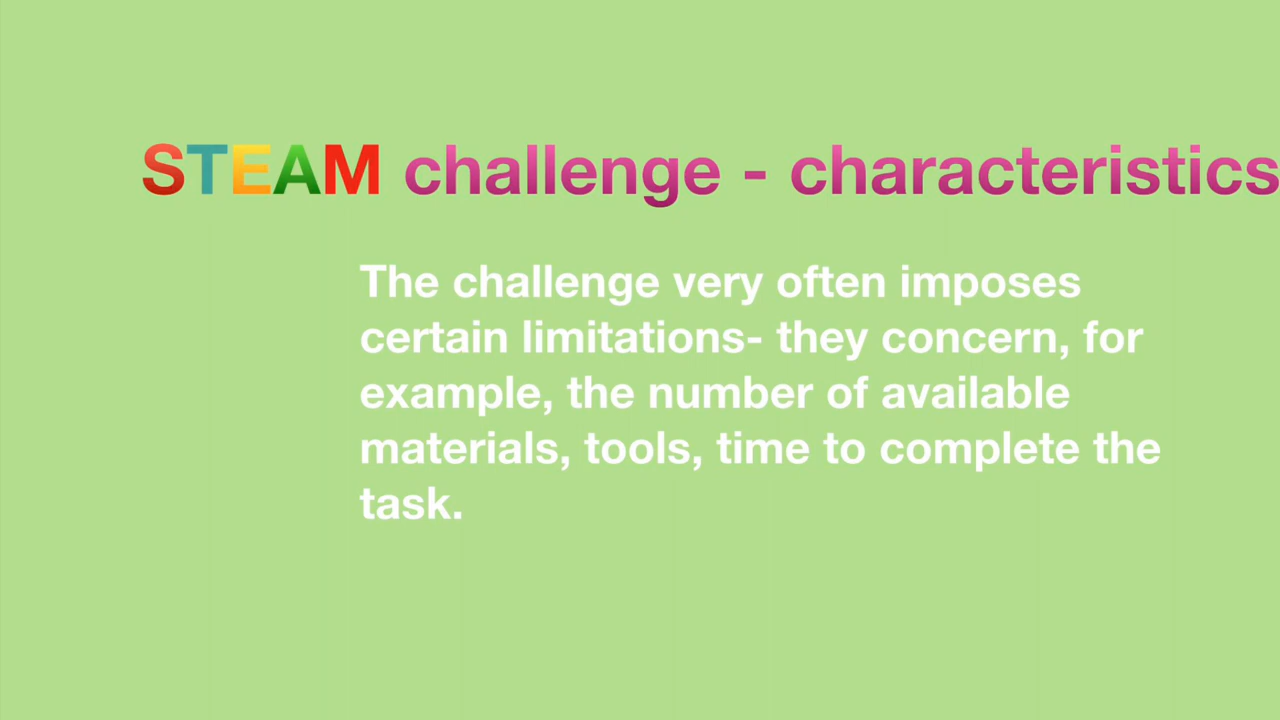 STEAM challenge - characteristics
The challenge very often imposes
certain limitations- they concern, for
example, the number of available
materials, tools, time to complete the
task.